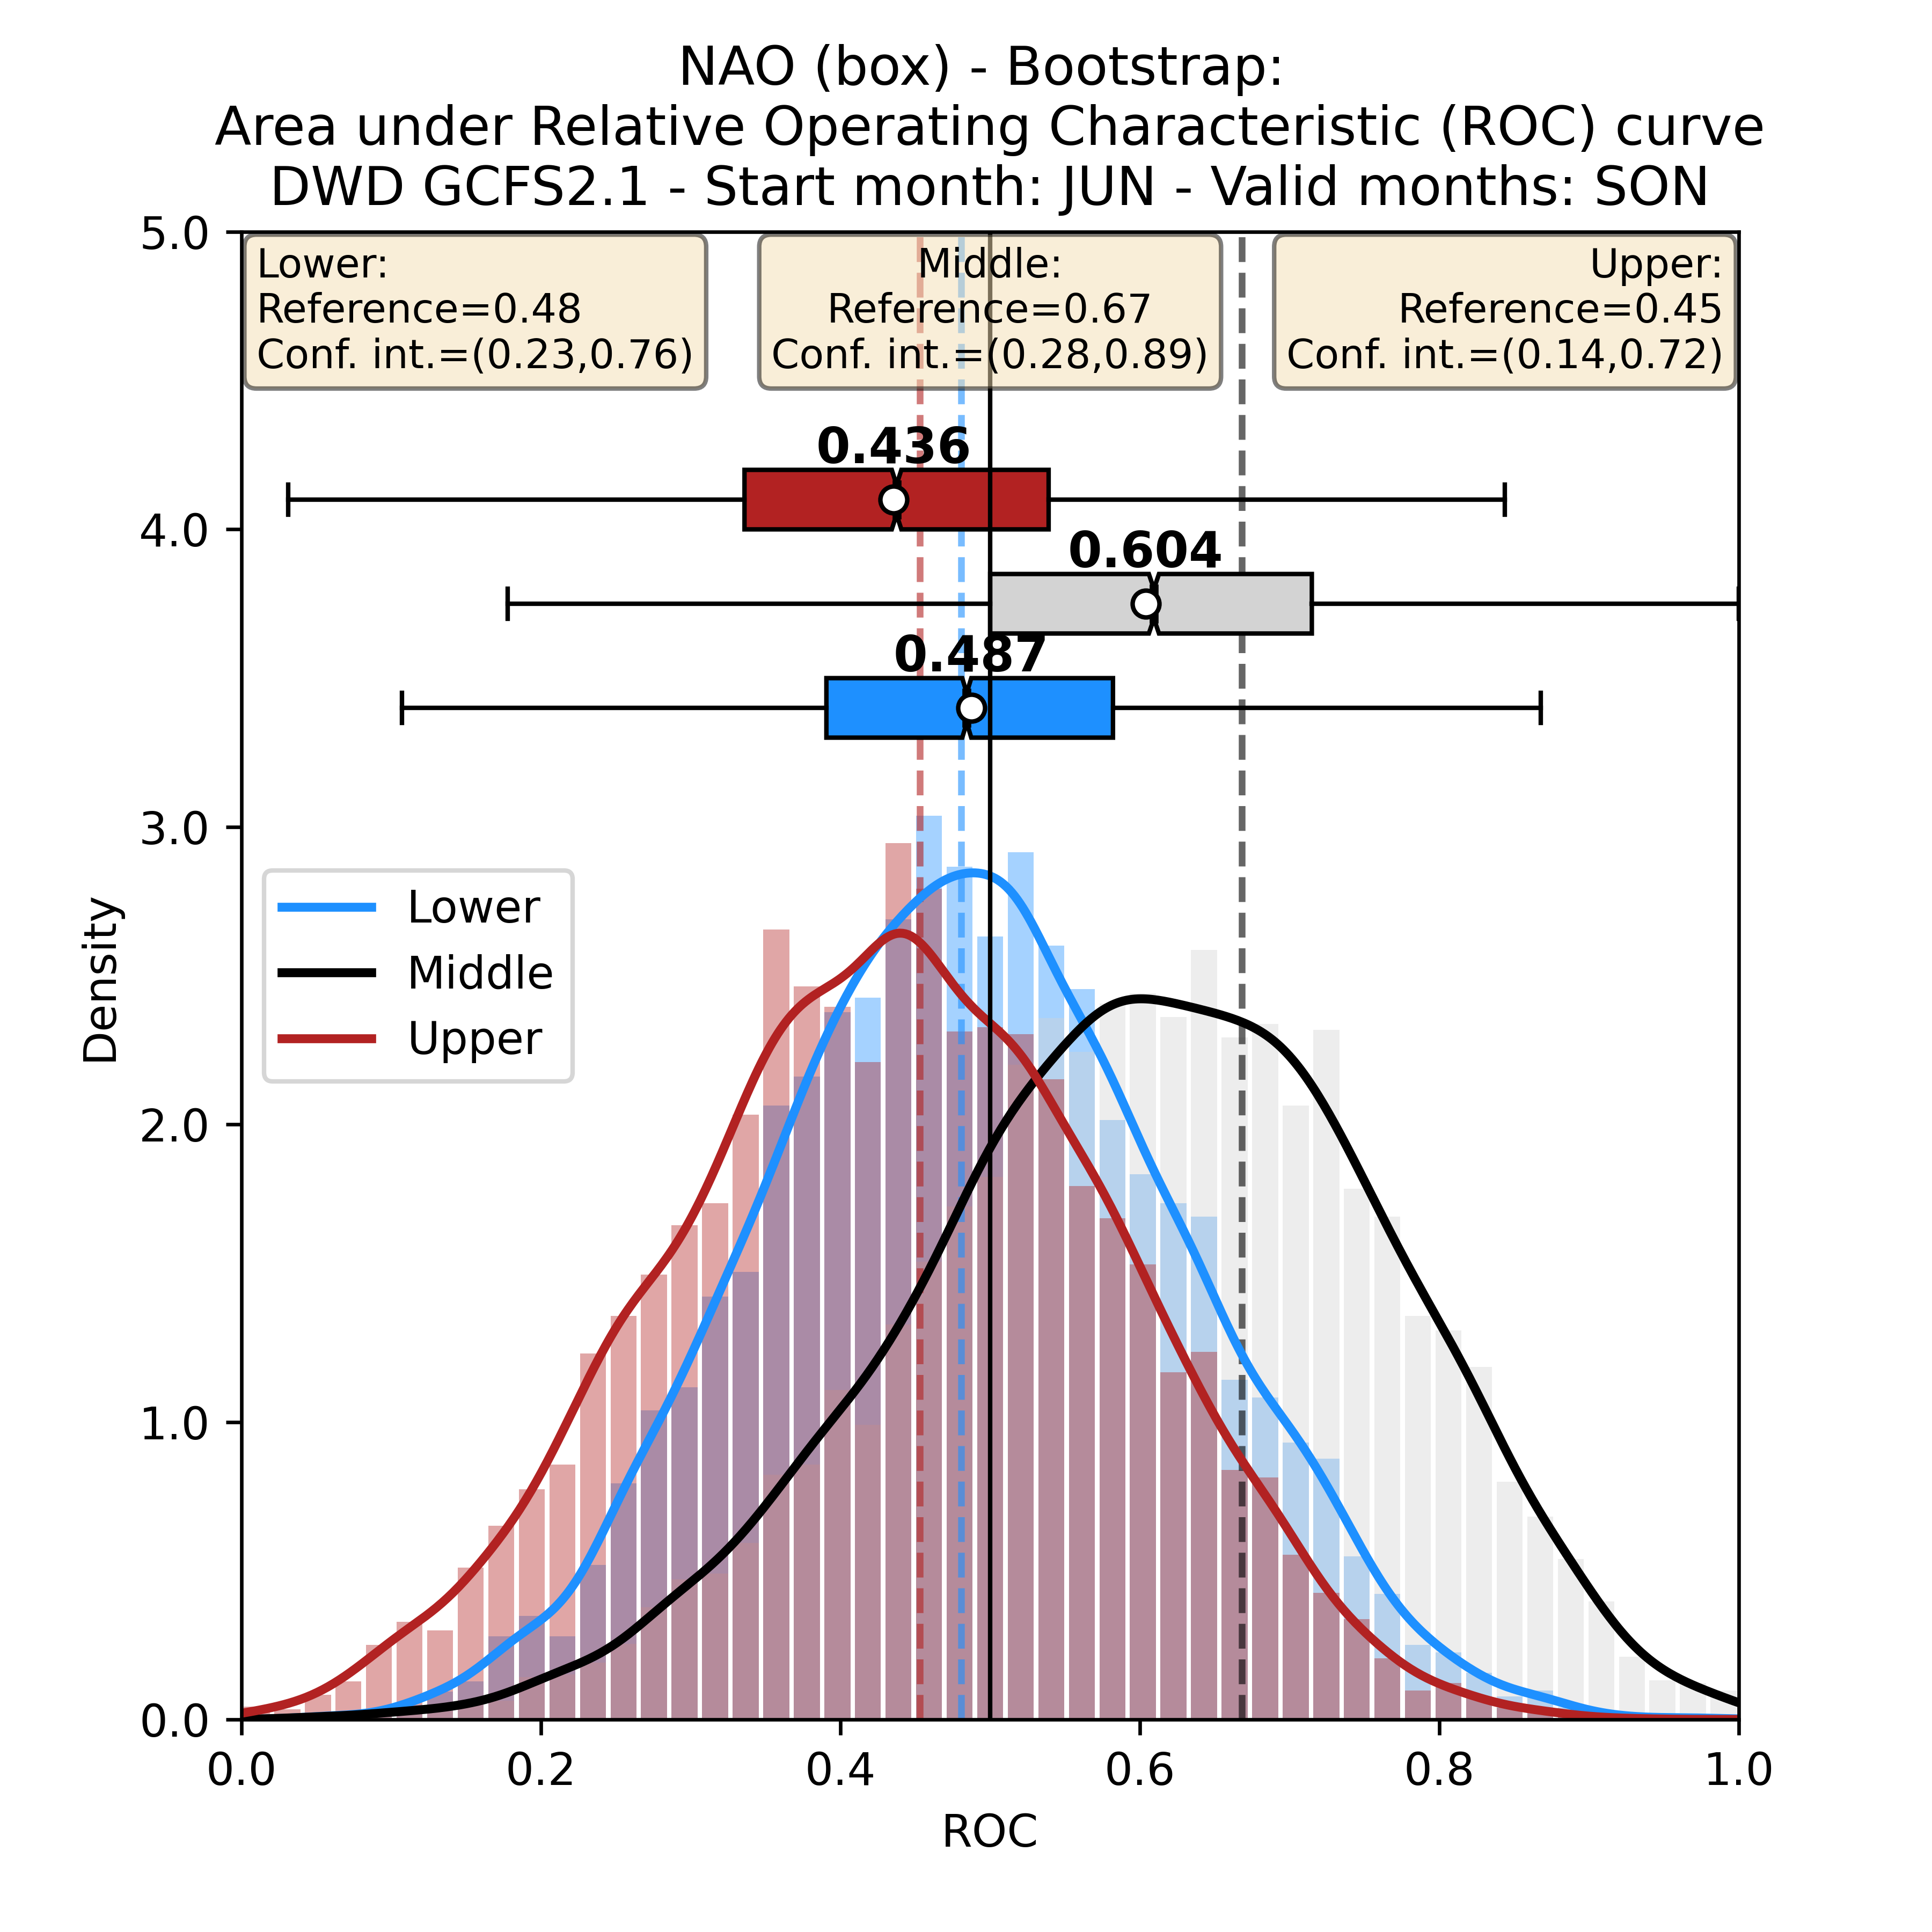 NAO (box) - Bootstrap:
Area under Relative Operating Characteristic (ROC) curve
DWD GCFS2.1 - Start month: JUN - Valid months: SON
Lower:
Reference=0.48
Conf. int.=(0.23,0.76)
Middle:
Reference=0.67
Conf. int.=(0.28,0.89)
Upper:
Reference=0.45
Conf. int.=(0.14,0.72)
0.436
0.604
0.487
Lower
Middle
Upper
Density
5.0
4.0
3.0
2.0
1.0
0.0
0.0
0.2
0.4
0.6
0.8
1.0
ROC